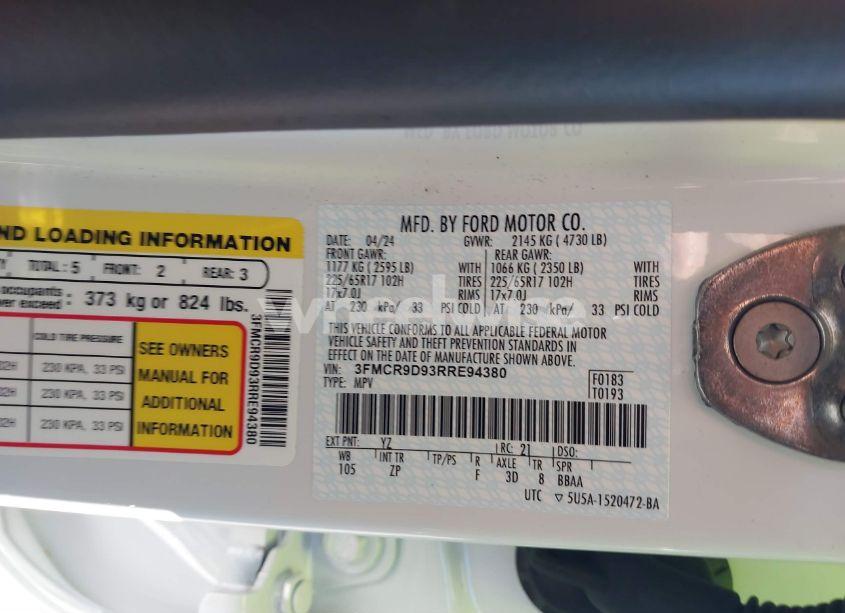 ND LOADING INFORMATION
TOTAL : 5 FRONT: 2 REAR: 3
occupants
exceed : 373 kg or 824 lbs.
COLD TIRE PRESSURE
230 KPA, 33 PSI
230 KPA, 33 PSI
230 KPA, 33 PSI
SEE OWNERS
MANUAL FOR
ADDITIONAL
INFORMATION
3FMCR9D93RRE94380
MFD. BY FORD MOTOR CO.
DATE: 04/24 GVWR: 2145 KG ( 4730 LB)
FRONT GAWR: REAR GAWR:
1177 KG ( 2595 LB) WITH 1066 KG ( 2350 LB) WITH
225/65R17 102H TIRES 225/65R17 102H TIRES
17x7.0J RIMS 17x7.0J RIMS
AT 230 kPa/ 33 PSI COLD AT 230 kPa/ 33 PSI COLD
THIS VEHICLE CONFORMS TO ALL APPLICABLE FEDERAL MOTOR
VEHICLE SAFETY AND THEFT PREVENTION STANDARDS IN
EFFECT ON THE DATE OF MANUFACTURE SHOWN ABOVE.
VIN: 3FMCR9D93RRE94380
TYPE: MPV
F0183
T0193
EXT PNT: YZ RC: 21 DSO:
WB INT TR TP/PS R AXLE TR SPR
105 ZP F 3D 8 BBAA
UTC ▽ 5U5A-1520472-BA